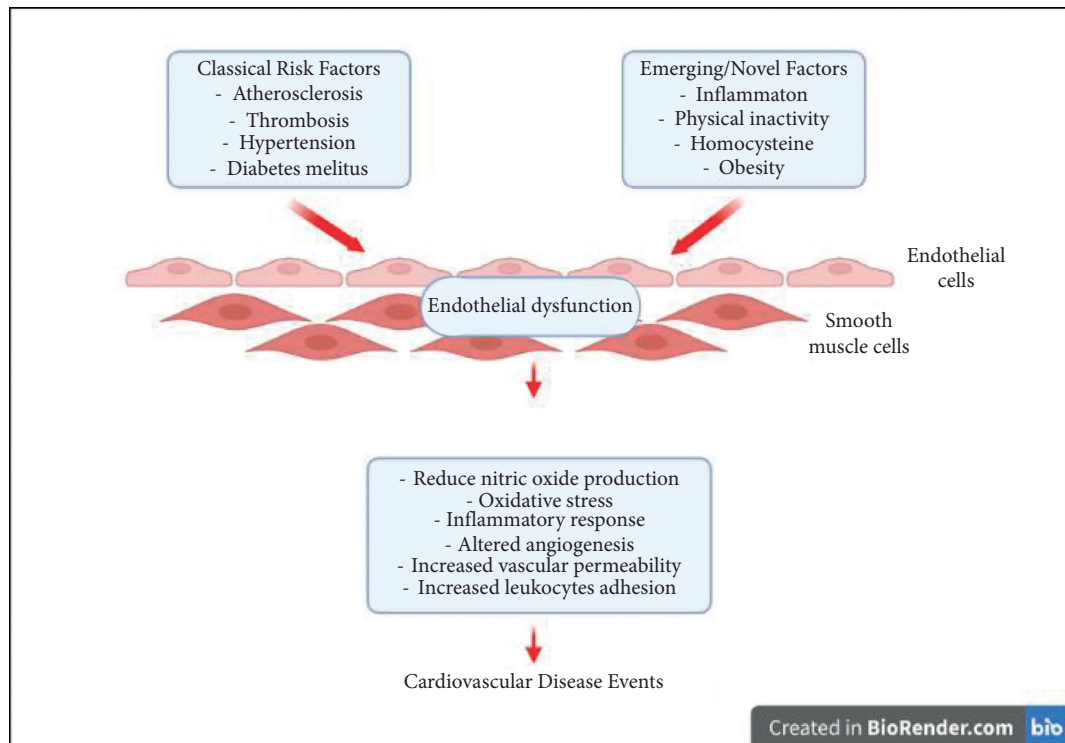 Classical Risk Factors
- Atherosclerosis
- Thrombosis
- Hypertension
- Diabetes melitus
Emerging/Novel Factors
- Inflammaton
- Physical inactivity
- Homocysteine
- Obesity
Endothelial
cells
Endothelial dysfunction
Smooth
muscle cells
- Reduce nitric oxide production
- Oxidative stress
- Inflammatory response
- Altered angiogenesis
- Increased vascular permeability
- Increased leukocytes adhesion
Cardiovascular Disease Events
Created in BioRender.com bio